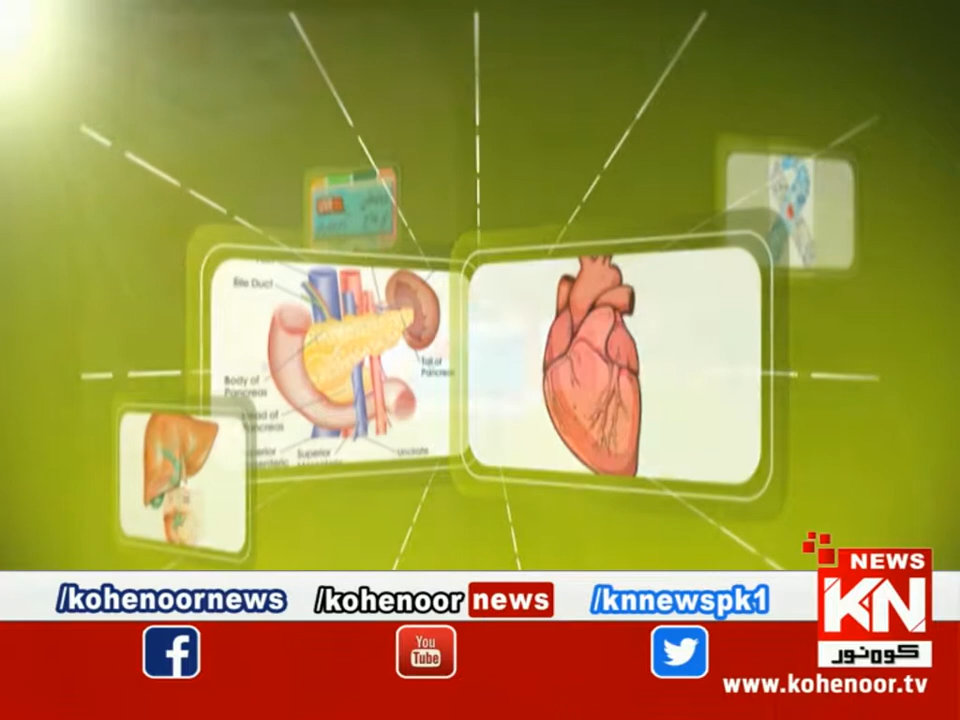 Bile Duct
Tail of
Pancreas
Body of
Pancreas
Head of
Pancreas
Superior
Uncinate
/kohenoornews
/kohenoor news
/knnewspk1
You
Tube
NEWS
KN
کوہ نور
www.kohenoor.tv